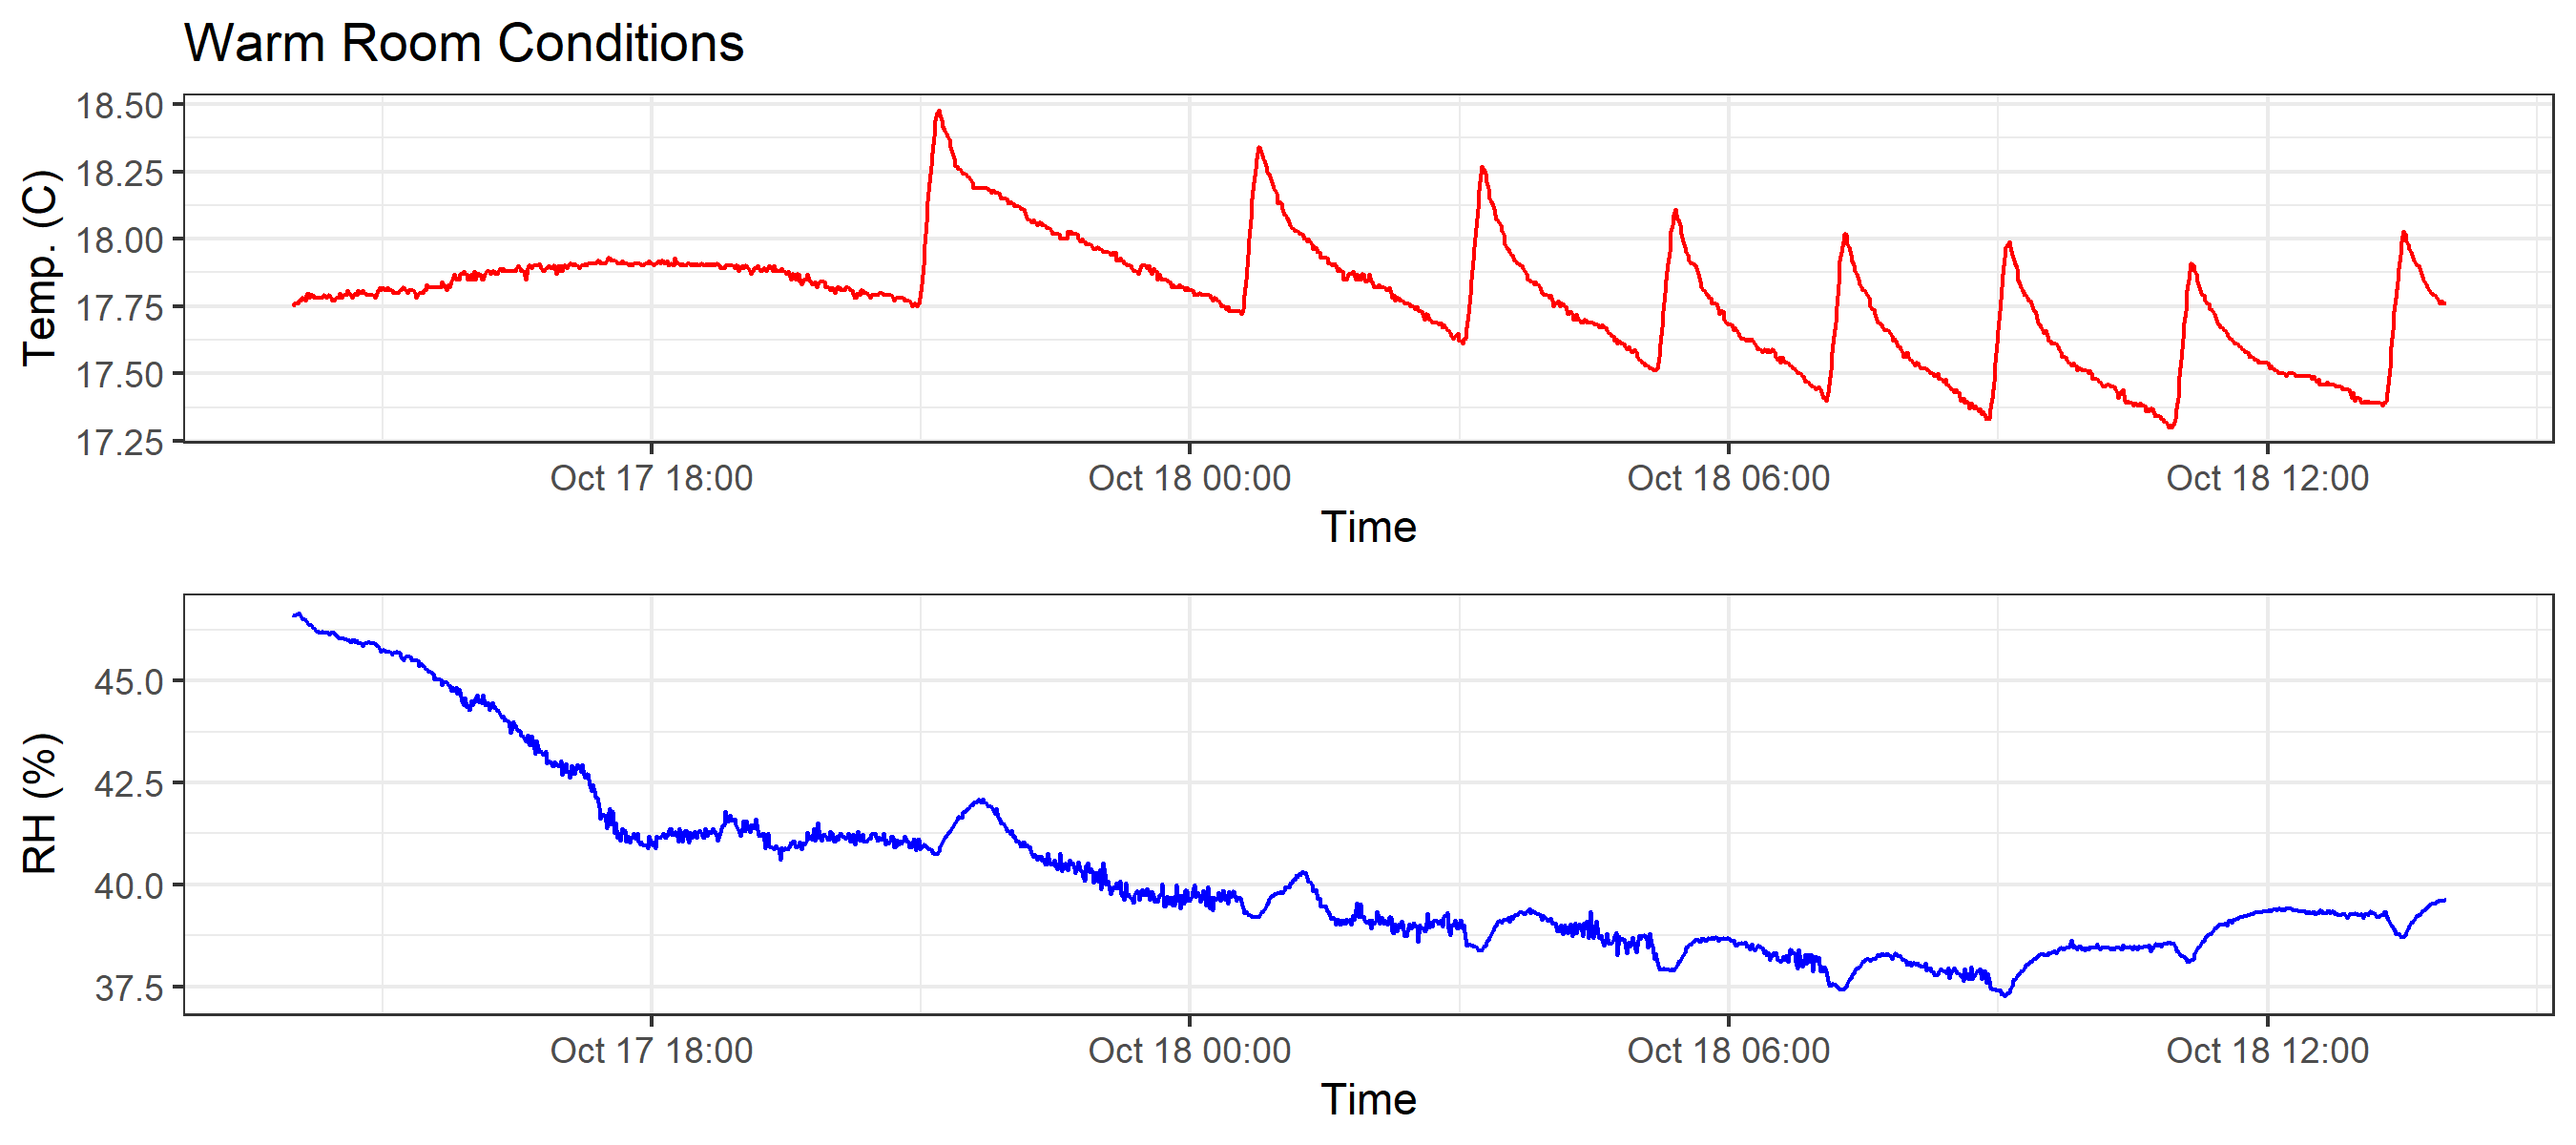 Warm Room Conditions
Temp. (C)
18.50
18.25
18.00
17.75
17.50
17.25
Oct 17 18:00 Oct 18 00:00 Oct 18 06:00 Oct 18 12:00
Time
RH (%)
45.0
42.5
40.0
37.5
Oct 17 18:00 Oct 18 00:00 Oct 18 06:00 Oct 18 12:00
Time